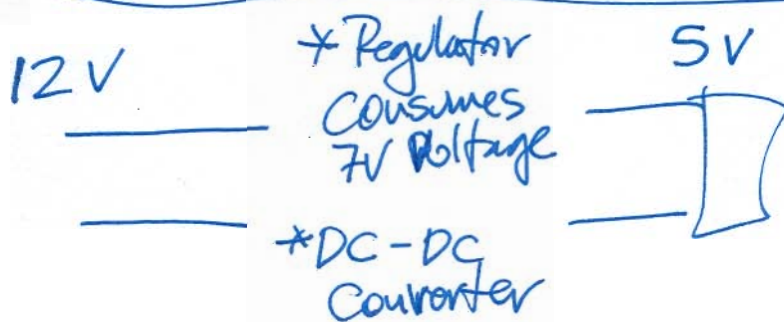 12V
* Regulator
Consumes
7V Voltage
5V
* DC-DC
Converter